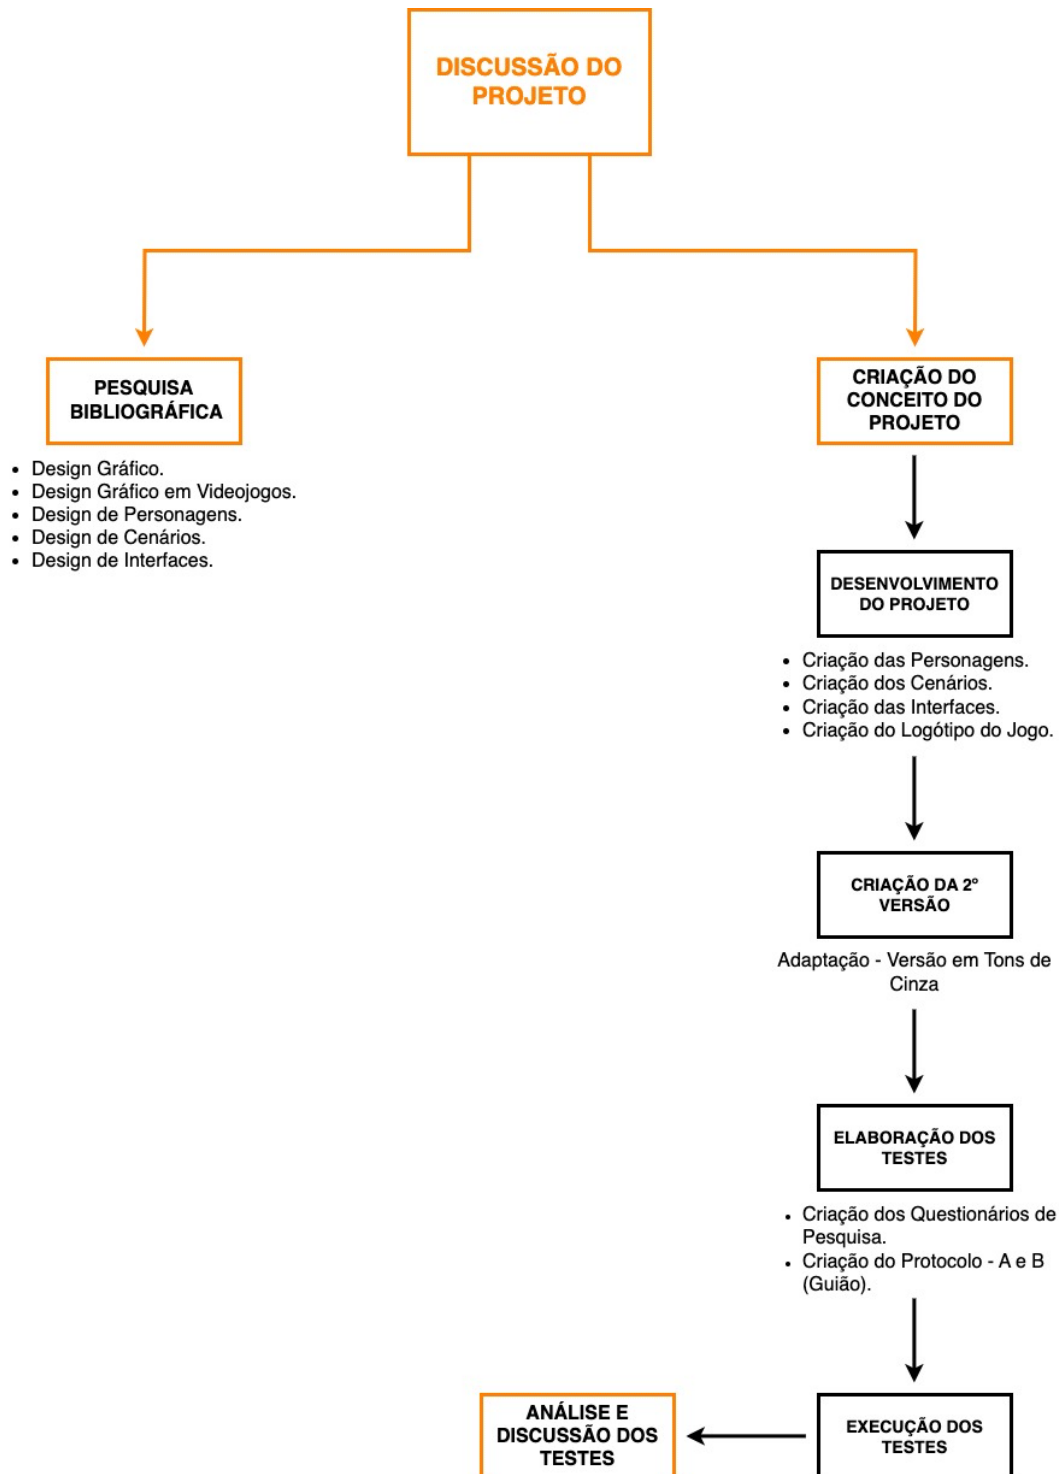 DISCUSSÃO DO
PROJETO
PESQUISA
BIBLIOGRÁFICA
• Design Gráfico.
• Design Gráfico em Videojogos.
• Design de Personagens.
• Design de Cenários.
• Design de Interfaces.
CRIAÇÃO DO
CONCEITO DO
PROJETO
DESENVOLVIMENTO
DO PROJETO
• Criação das Personagens.
• Criação dos Cenários.
• Criação das Interfaces.
• Criação do Logótipo do Jogo.
CRIAÇÃO DA 2º
VERSÃO
Adaptação - Versão em Tons de
Cinza
ELABORAÇÃO DOS
TESTES
• Criação dos Questionários de
Pesquisa.
• Criação do Protocolo - A e B
(Guião).
EXECUÇÃO DOS
TESTES
ANÁLISE E
DISCUSSÃO DOS
TESTES